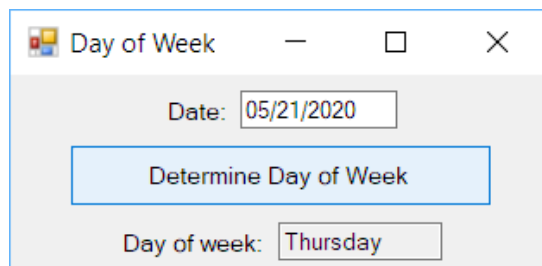 Day of Week
Date: 05/21/2020
Determine Day of Week
Day of week: Thursday